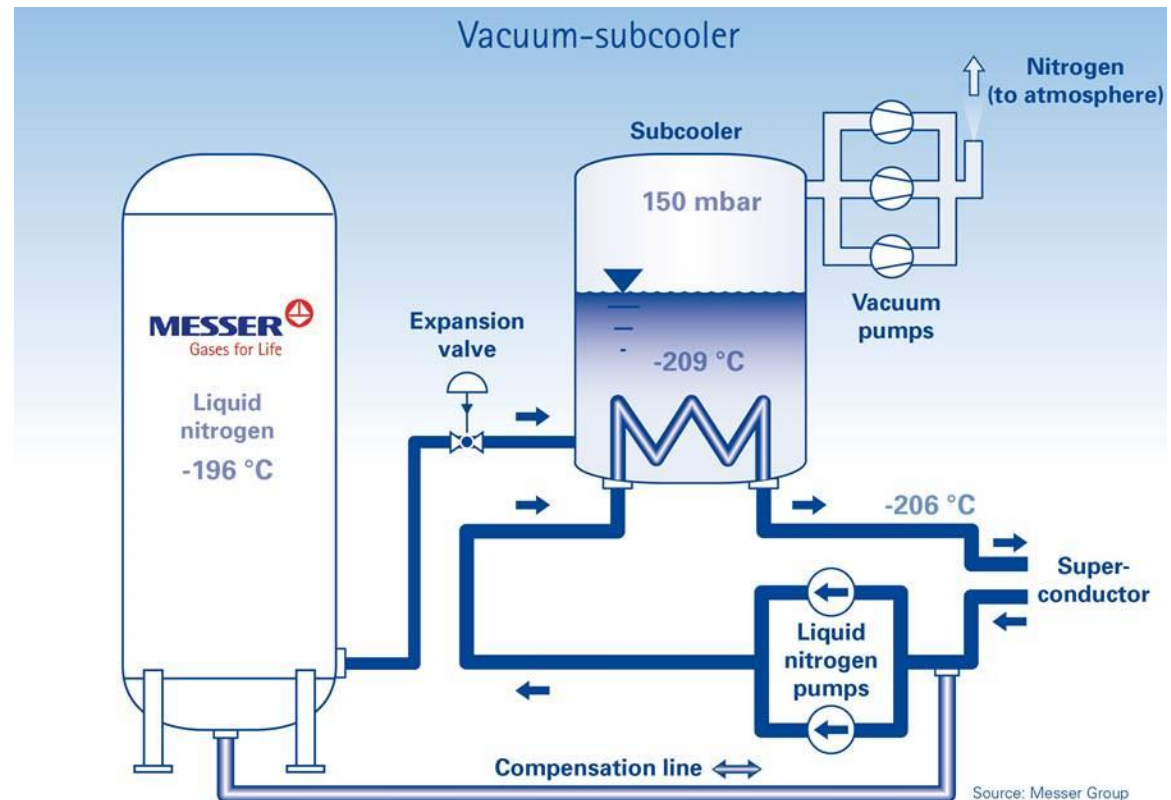 Vacuum-subcooler
Nitrogen
(to atmosphere)
Subcooler
150 mbar
Vacuum
pumps
MESSER
Gases for Life
Expansion
valve
-209 °C
Liquid
nitrogen
-196 °C
-206 °C
Super-
conductor
Liquid
nitrogen
pumps
Compensation line
Source: Messer Group